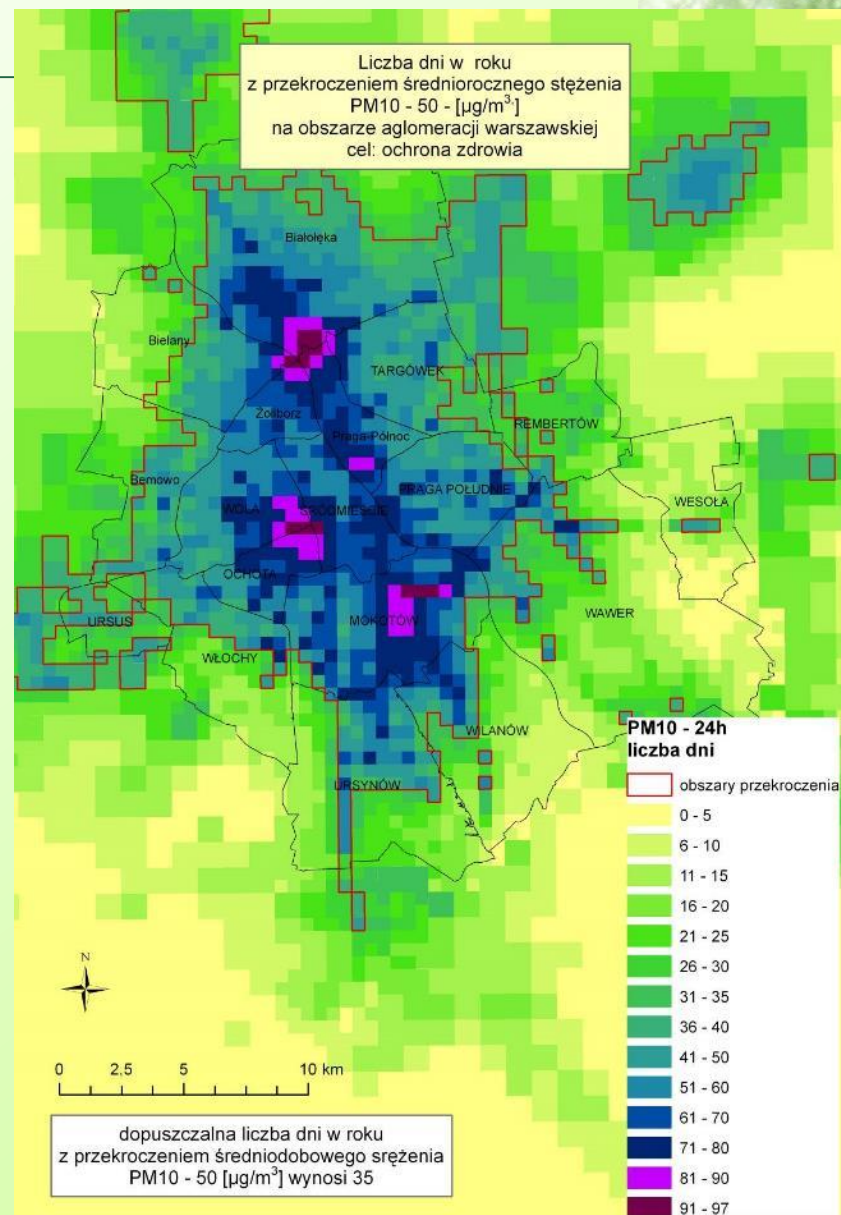 Liczba dni w roku
z przekroczeniem średniorocznego stężenia
PM10 - 50 - [µg/m³·]
na obszarze aglomeracji warszawskiej
cel: ochrona zdrowia
Białołęka
Bielany
TARGÓWEK
Żoliborz
Praga-Północ
REMBERTÓW
Bemowo
PRAGA POŁUDNIE
WESOŁA
WOLA
ŚRÓDMIEŚCIE
OCHOTA
URSUS
MOKOTÓW
WAWER
WŁOCHY
WILANÓW
URSYNÓW
PM10 - 24h
liczba dni
obszary przekroczenia
0 - 5
6 - 10
11 - 15
16 - 20
21 - 25
26 - 30
31 - 35
36 - 40
41 - 50
51 - 60
61 - 70
71 - 80
81 - 90
91 - 97
N
0 2,5 5 10 km
dopuszczalna liczba dni w roku
z przekroczeniem średniodobowego srężenia
PM10 - 50 [µg/m³] wynosi 35